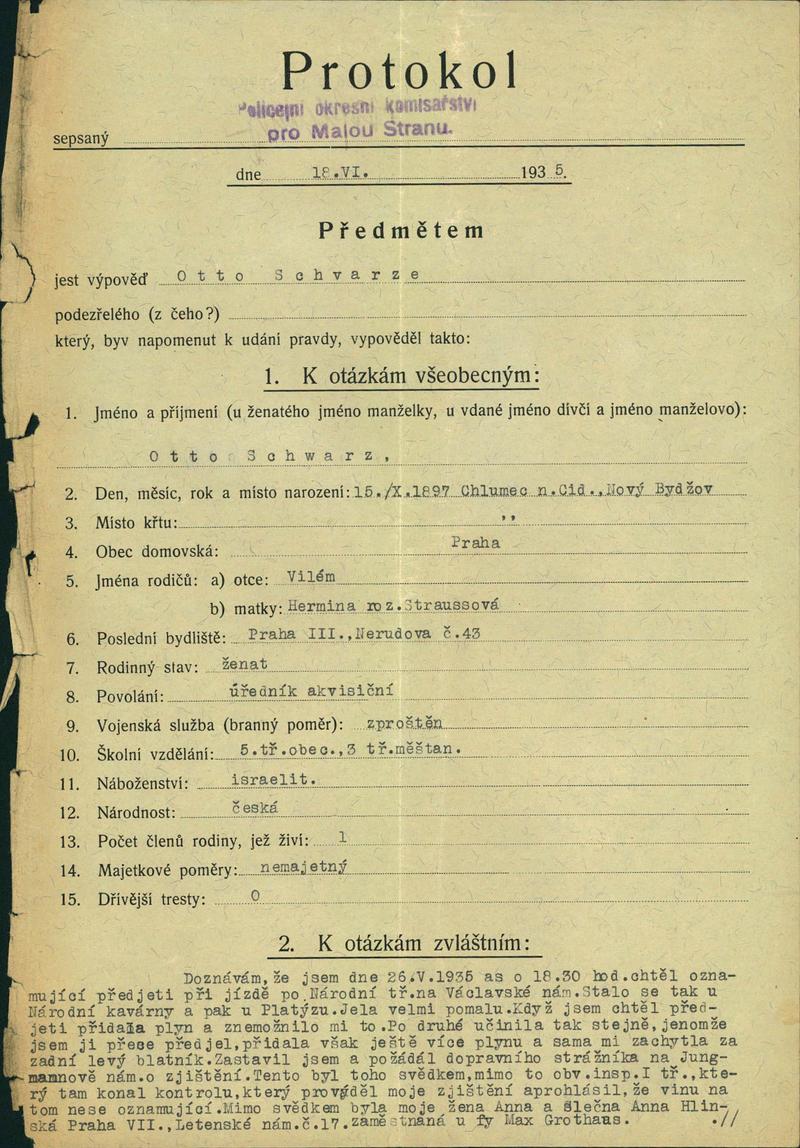 Protokol
Policejní okresní komisařství
sepsaný pro Malou Stranu.
dne 18.VI. 1935.
Předmětem
jest výpověď Otto Schvarze
podezřelého (z čeho?)
který, byv napomenut k udání pravdy, vypověděl takto:
1. K otázkám všeobecným:
1. Jméno a příjmení (u ženatého jméno manželky, u vdané jméno dívčí a jméno manželovo):
Otto Schwarz,
2. Den, měsíc, rok a místo narození: 15./X.1897 Chlumec n.Cid.,Nový Bydžov
3. Místo křtu: ,,
4. Obec domovská: Praha
5. Jména rodičů: a) otce: Vilém
b) matky: Hermina roz.Straussová
6. Poslední bydliště: Praha III.,Nerudova č.43
7. Rodinný stav: ženat
8. Povolání: úředník akvisiční
9. Vojenská služba (branný poměr): zproštěn
10. Školní vzdělání: 5.tř.obec.,3 tř.měštan.
11. Náboženství: israelit.
12. Národnost: česká
13. Počet členů rodiny, jež živí: 1
14. Majetkové poměry: nemajetný
15. Dřívější tresty: 0
2. K otázkám zvláštním:
Doznávám,že jsem dne 26.V.1935 as o 18.30 hod.chtěl ozna-
mující předjeti při jízdě po Národní tř.na Václavské nám.Stalo se tak u
Národní kavárny a pak u Platýzu.Jela velmi pomalu.Když jsem chtěl před-
jeti přidala plyn a znemožnilo mi to.Po druhé učinila tak stejně,jenomže
jsem ji přece předjel,přidala však ještě více plynu a sama mi zachytla za
zadní levý blatník.Zastavil jsem a požádal dopravního strážníka na Jung-
mannově nám.o zjištění.Tento byl toho svědkem,mimo to obv.insp.I tř.,kte-
rý tam konal kontrolu,který prováděl moje zjištění aprohlásil,že vinu na
tom nese oznamující.Mimo svědkem byla moje žena Anna a slečna Anna Hlin-
ská Praha VII.,Letenské nám.č.17.zaměstnaná u fy Max Grothaus. .//